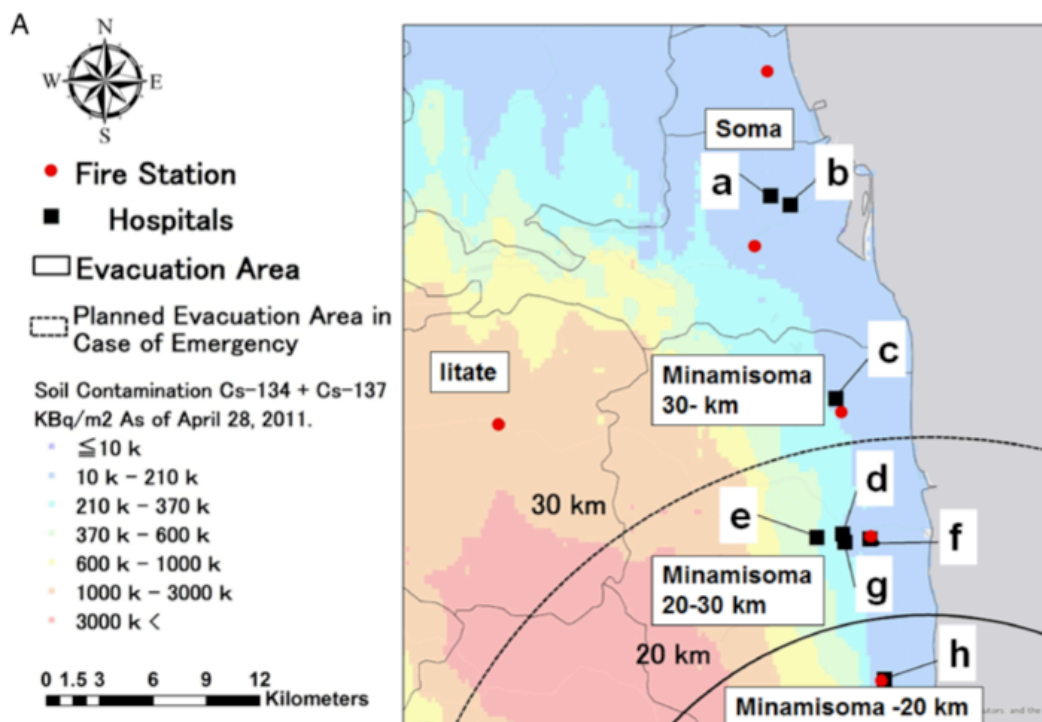 A
N
W E
S
Fire Station
Hospitals
Evacuation Area
Planned Evacuation Area in
Case of Emergency
Soil Contamination Cs-134 + Cs-137
KBq/m2 As of April 28, 2011.
≦10 k
10 k - 210 k
210 k - 370 k
370 k - 600 k
600 k - 1000 k
1000 k - 3000 k
3000 k <
0 1.5 3 6 9 12
Kilometers
Soma
a
b
Iitate
c
Minamisoma
30- km
30 km
d
e
f
Minamisoma
20-30 km
g
20 km
h
Minamisoma -20 km
and the